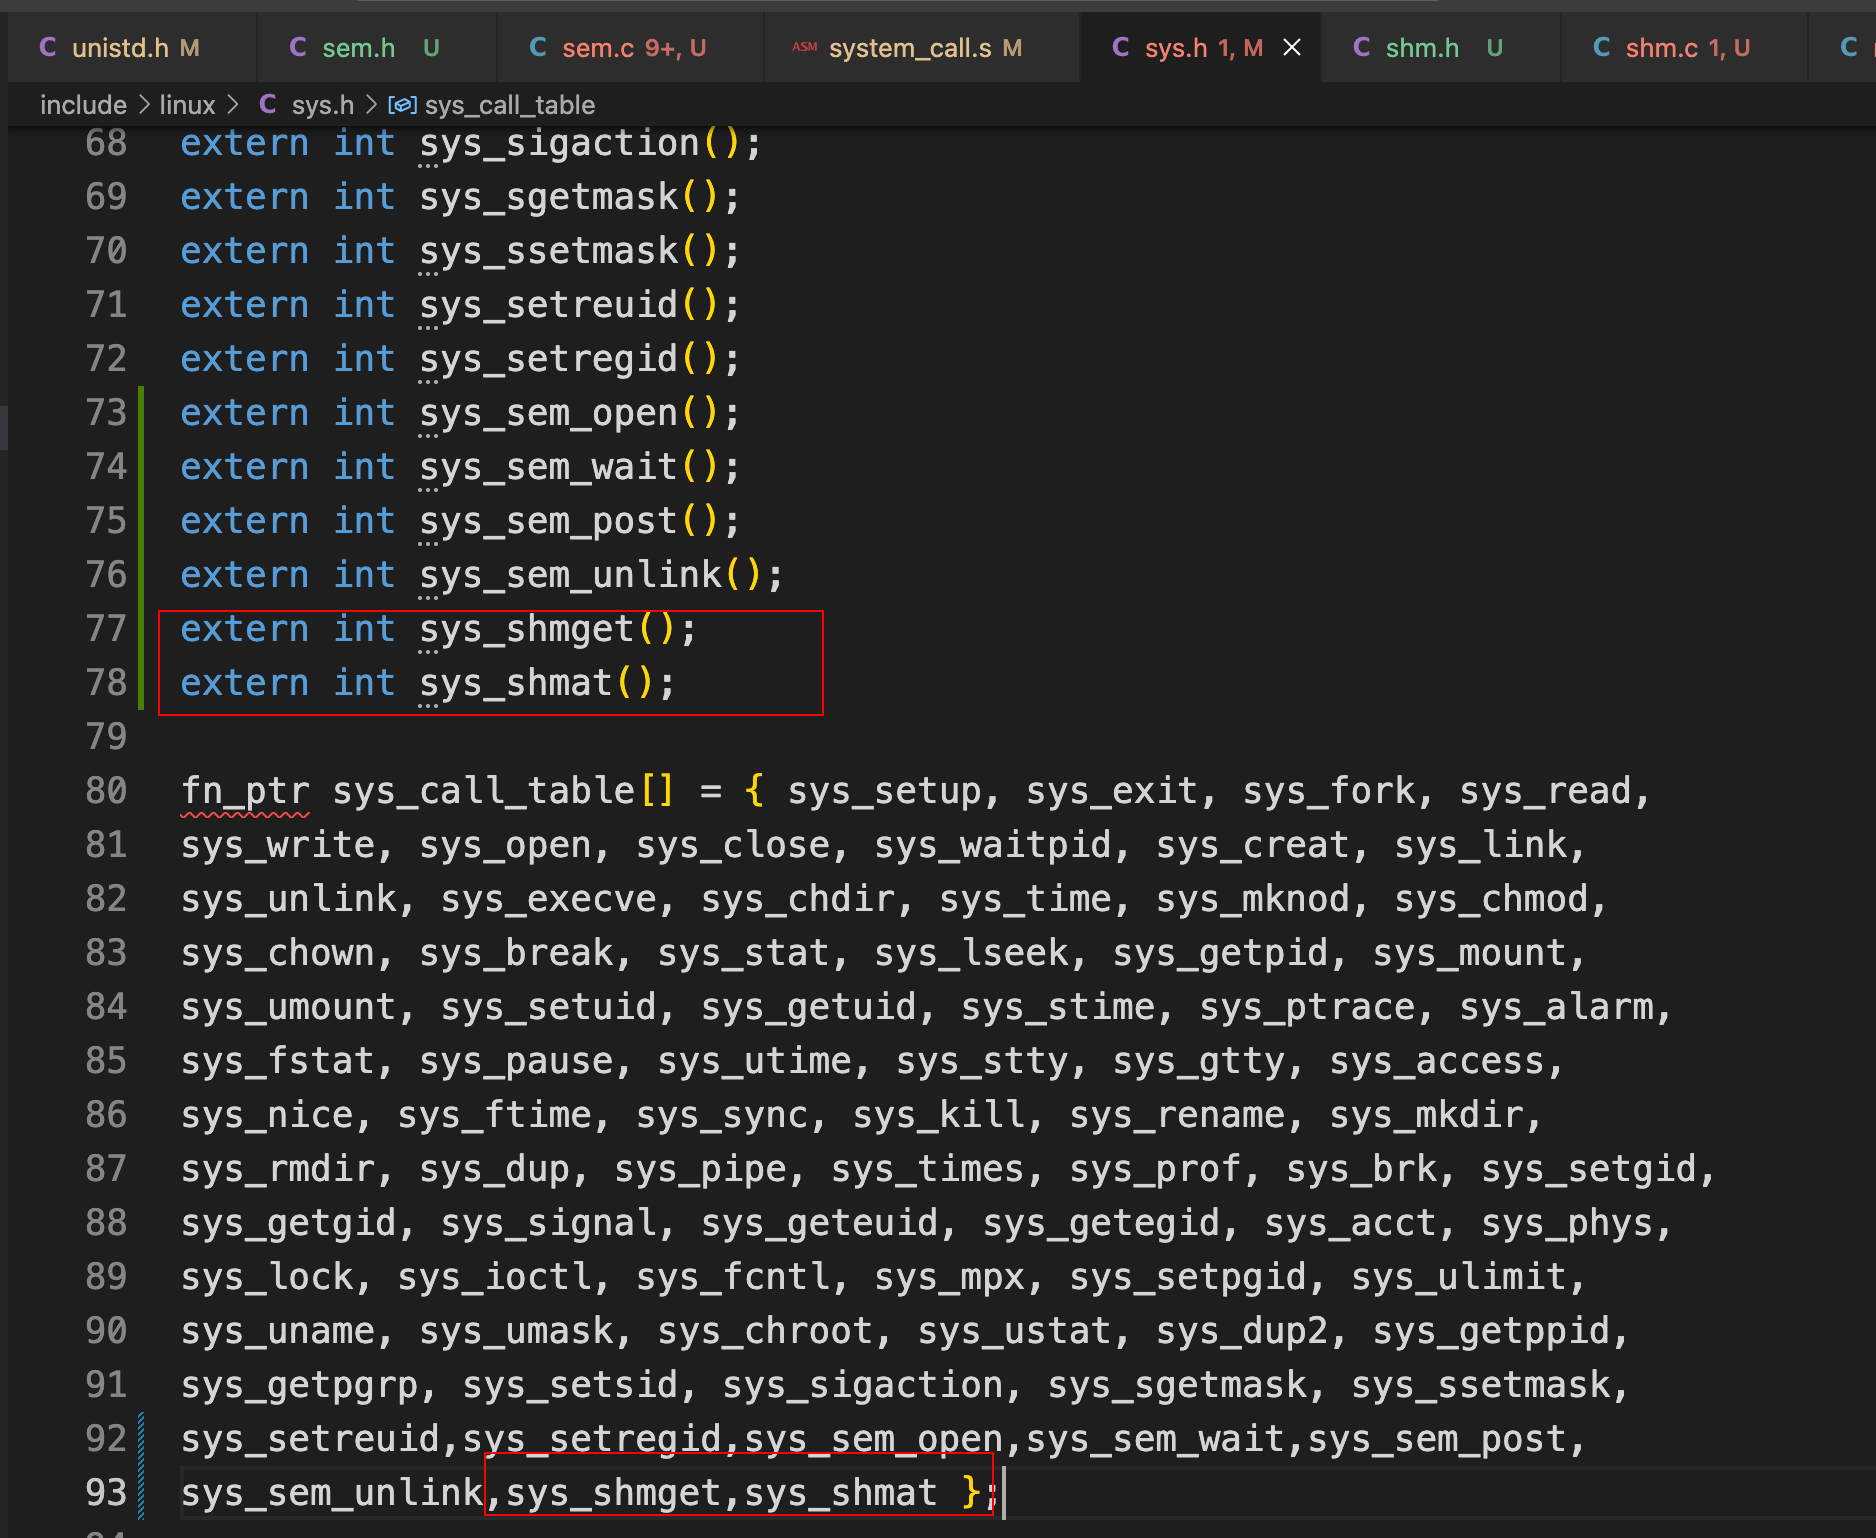 C unistd.h M C sem.h U C sem.c 9+, U ASM system_call.s M C sys.h 1, M × C shm.h U C shm.c 1, U C
include > linux > C sys.h > sys_call_table
68 extern int sys_sigaction();
69 extern int sys_sgetmask();
70 extern int sys_ssetmask();
71 extern int sys_setreuid();
72 extern int sys_setregid();
73 extern int sys_sem_open();
74 extern int sys_sem_wait();
75 extern int sys_sem_post();
76 extern int sys_sem_unlink();
77 extern int sys_shmget();
78 extern int sys_shmat();
79
80 fn_ptr sys_call_table[] = { sys_setup, sys_exit, sys_fork, sys_read,
81 sys_write, sys_open, sys_close, sys_waitpid, sys_creat, sys_link,
82 sys_unlink, sys_execve, sys_chdir, sys_time, sys_mknod, sys_chmod,
83 sys_chown, sys_break, sys_stat, sys_lseek, sys_getpid, sys_mount,
84 sys_umount, sys_setuid, sys_getuid, sys_stime, sys_ptrace, sys_alarm,
85 sys_fstat, sys_pause, sys_utime, sys_stty, sys_gtty, sys_access,
86 sys_nice, sys_ftime, sys_sync, sys_kill, sys_rename, sys_mkdir,
87 sys_rmdir, sys_dup, sys_pipe, sys_times, sys_prof, sys_brk, sys_setgid,
88 sys_getgid, sys_signal, sys_geteuid, sys_getegid, sys_acct, sys_phys,
89 sys_lock, sys_ioctl, sys_fcntl, sys_mpx, sys_setpgid, sys_ulimit,
90 sys_uname, sys_umask, sys_chroot, sys_ustat, sys_dup2, sys_getppid,
91 sys_getpgrp, sys_setsid, sys_sigaction, sys_sgetmask, sys_ssetmask,
92 sys_setreuid,sys_setregid,sys_sem_open,sys_sem_wait,sys_sem_post,
93 sys_sem_unlink,sys_shmget,sys_shmat };